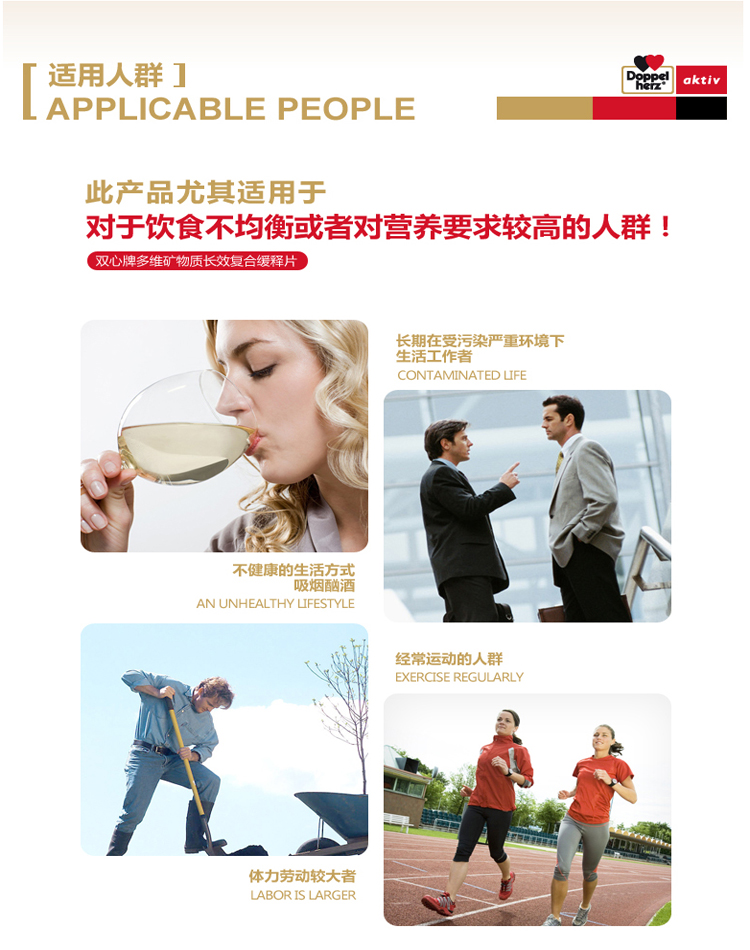 适用人群
APPLICABLE PEOPLE
Doppel
herz®
aktiv
此产品尤其适用于
对于饮食不均衡或者对营养要求较高的人群！
双心牌多维矿物质长效复合缓释片
长期在受污染严重环境下
生活工作者
CONTAMINATED LIFE
不健康的生活方式
吸烟酗酒
AN UNHEALTHY LIFESTYLE
经常运动的人群
EXERCISE REGULARLY
体力劳动较大者
LABOR IS LARGER